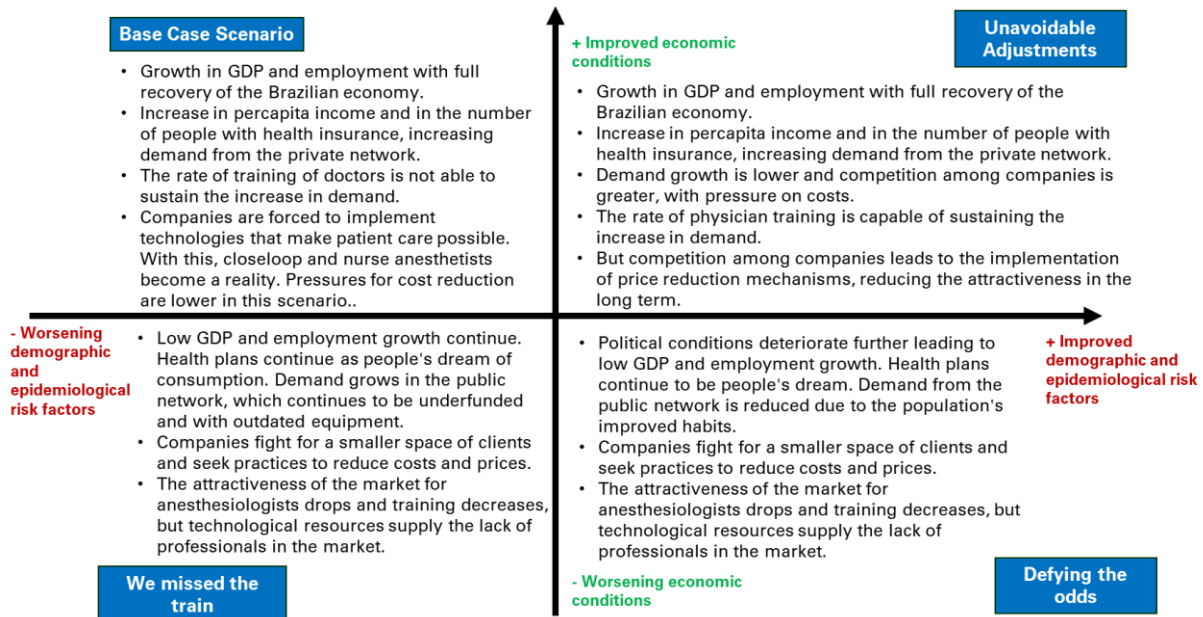 Base Case Scenario
• Growth in GDP and employment with full
recovery of the Brazilian economy.
• Increase in percapita income and in the number
of people with health insurance, increasing
demand from the private network.
• The rate of training of doctors is not able to
sustain the increase in demand.
• Companies are forced to implement
technologies that make patient care possible.
With this, closeloop and nurse anesthetists
become a reality. Pressures for cost reduction
are lower in this scenario..
+ Improved economic
conditions
Unavoidable
Adjustments
• Growth in GDP and employment with full recovery of the
Brazilian economy.
• Increase in percapita income and in the number of people with
health insurance, increasing demand from the private network.
• Demand growth is lower and competition among companies is
greater, with pressure on costs.
• The rate of physician training is capable of sustaining the
increase in demand.
• But competition among companies leads to the implementation
of price reduction mechanisms, reducing the attractiveness in the
long term.
- Worsening
demographic
and
epidemiological
risk factors
• Low GDP and employment growth continue.
Health plans continue as people's dream of
consumption. Demand grows in the public
network, which continues to be underfunded
and with outdated equipment.
• Companies fight for a smaller space of clients
and seek practices to reduce costs and prices.
• The attractiveness of the market for
anesthesiologists drops and training decreases,
but technological resources supply the lack of
professionals in the market.
We missed the
train
• Political conditions deteriorate further leading to
low GDP and employment growth. Health plans
continue to be people's dream. Demand from the
public network is reduced due to the population's
improved habits.
• Companies fight for a smaller space of clients and
seek practices to reduce costs and prices.
• The attractiveness of the market for
anesthesiologists drops and training decreases, but
technological resources supply the lack of
professionals in the market.
+ Improved
demographic and
epidemiological risk
factors
- Worsening economic
conditions
Defying the
odds